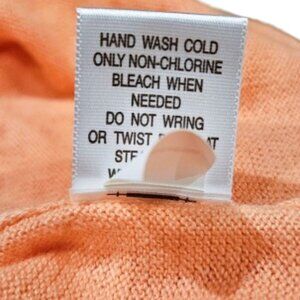 HAND WASH COLD
ONLY NON-CHLORINE
BLEACH WHEN
NEEDED
DO NOT WRING
OR TWIST